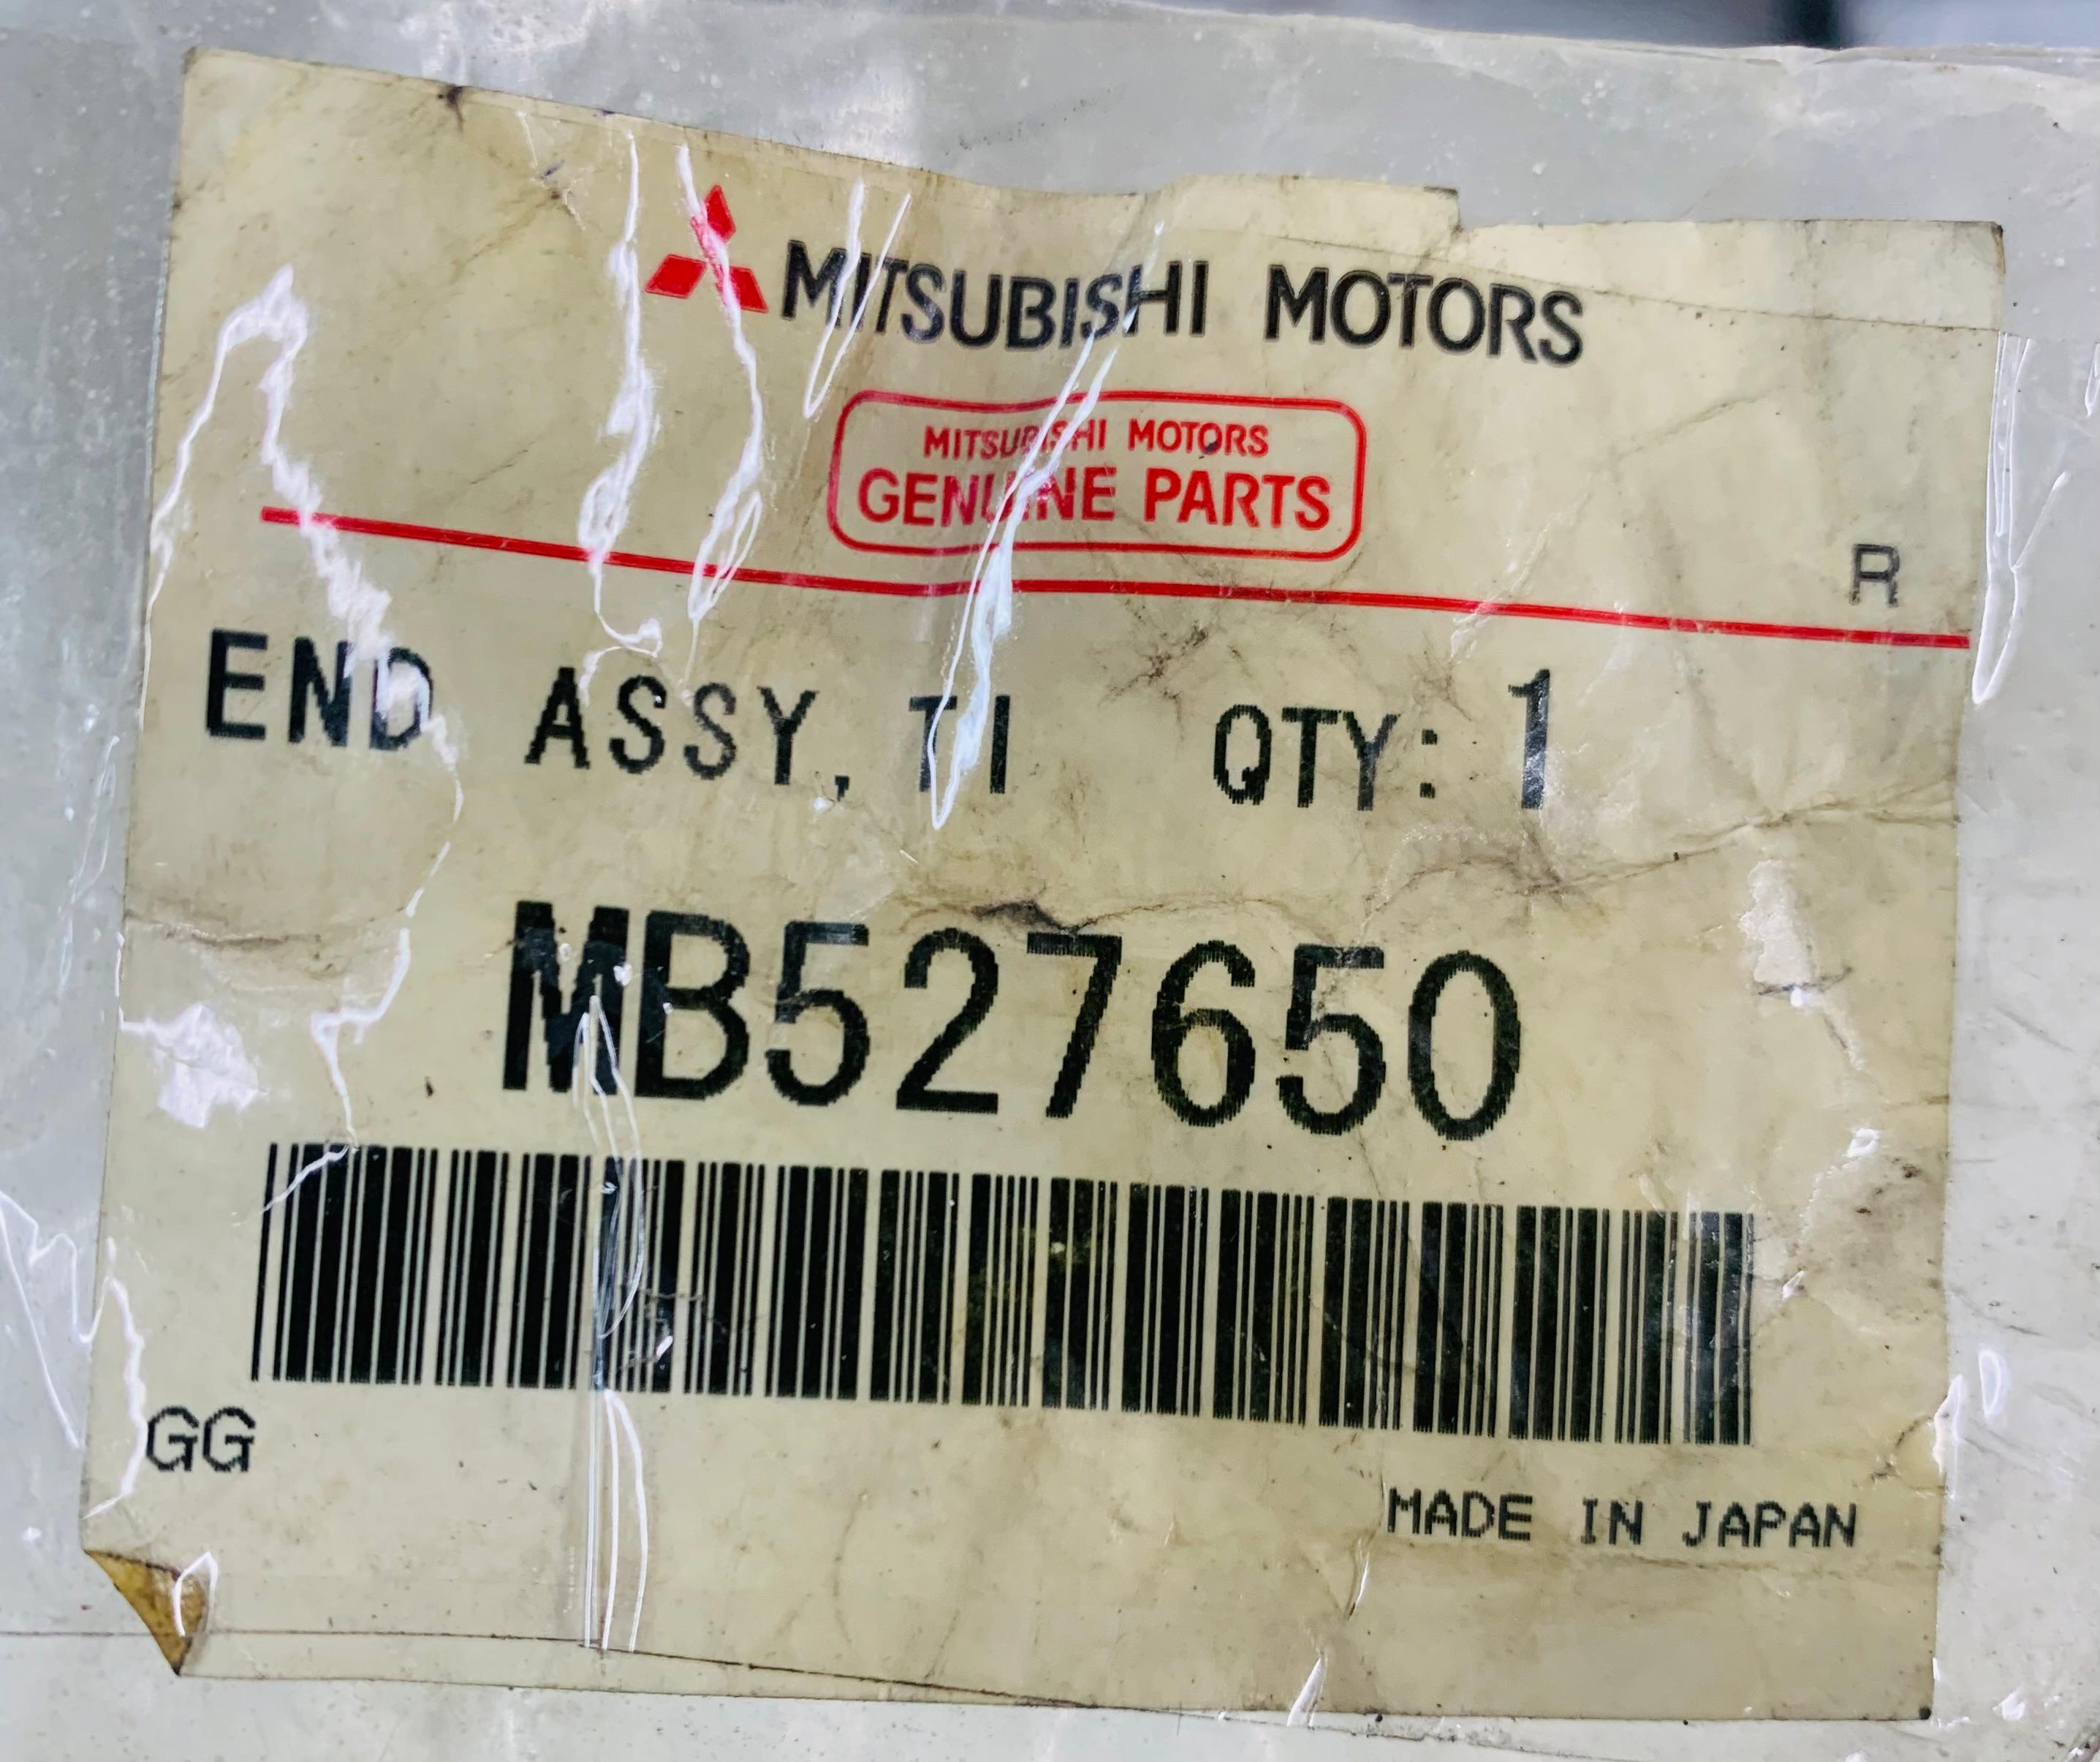 MITSUBISHI MOTORS
MITSUBISHI MOTORS
GENUINE PARTS
R
END ASSY, TI QTY: 1
MB527650
GG
MADE IN JAPAN